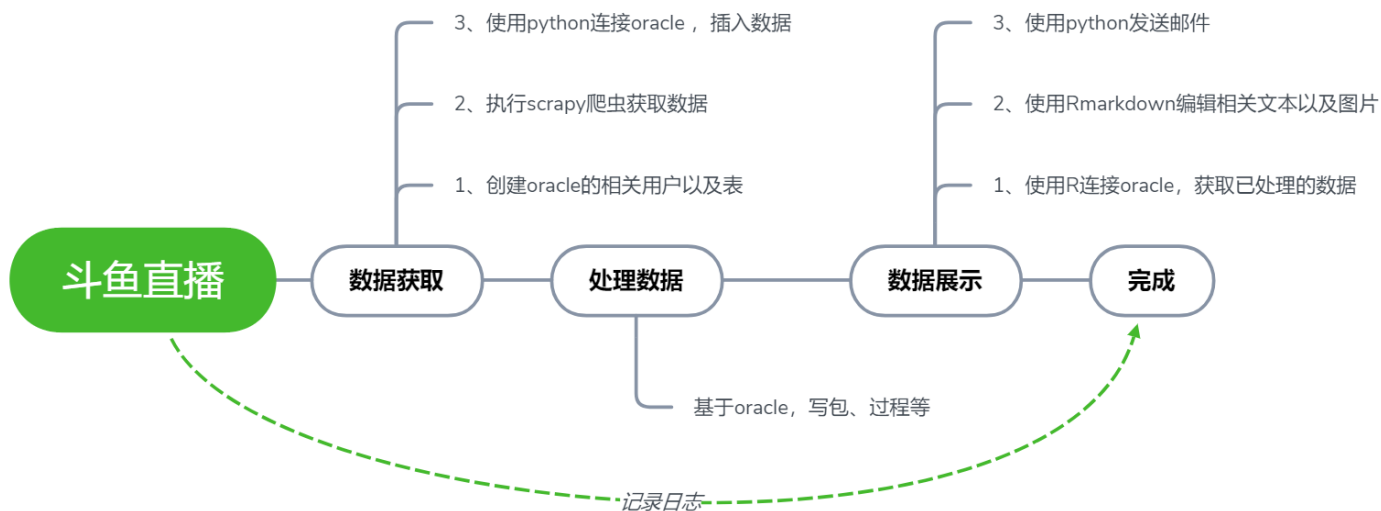 3、使用python连接oracle ，插入数据
3、使用python发送邮件
2、执行scrapy爬虫获取数据
2、使用Rmarkdown编辑相关文本以及图片
1、创建oracle的相关用户以及表
1、使用R连接oracle，获取已处理的数据
斗鱼直播
数据获取
处理数据
数据展示
完成
基于oracle，写包、过程等
记录日志